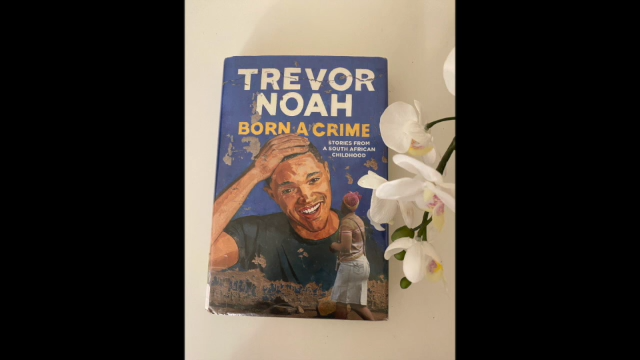 TREVOR
NOAH
BORN A CRIME
STORIES FROM
A SOUTH AFRICAN
CHILDHOOD